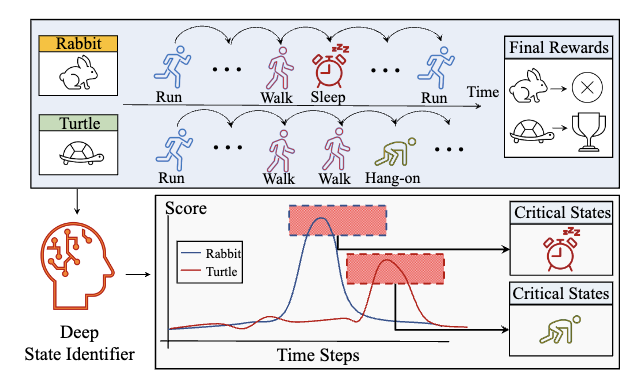 Rabbit
Run
Walk
Sleep
Run
Time
Turtle
Run
Walk
Walk
Hang-on
Final Rewards
Deep
State Identifier
Score
Rabbit
Turtle
Time Steps
Critical States
zzz
Critical States